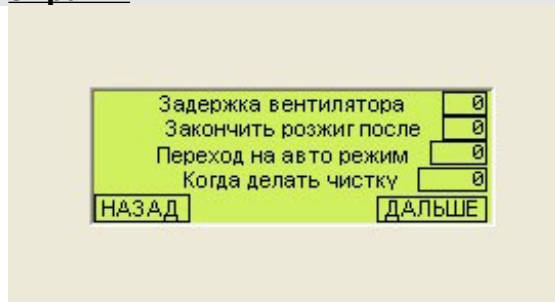 Задержка вентилятора 0
Закончить розжиг после 0
Переход на авто режим 0
Когда делать чистку 0
НАЗАД ДАЛЬШЕ